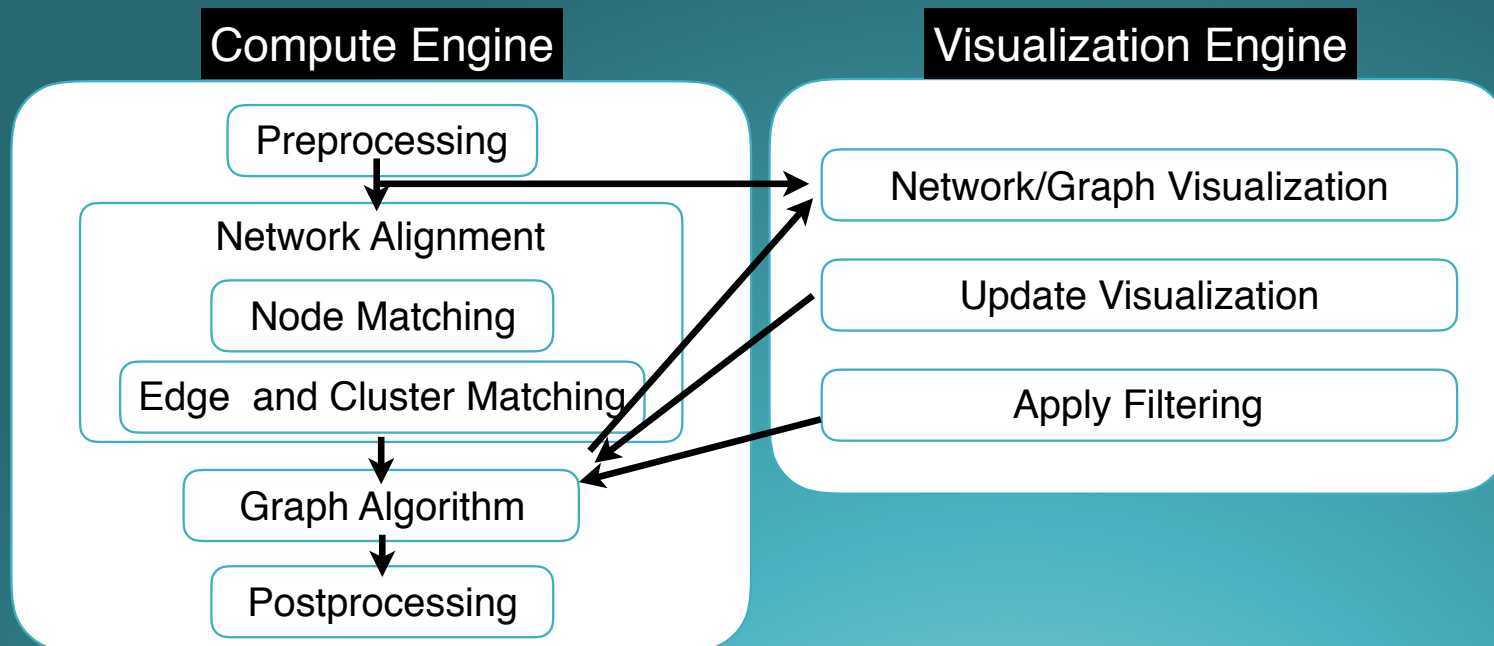 Compute Engine
Preprocessing
Network Alignment
Node Matching
Edge and Cluster Matching
Graph Algorithm
Postprocessing
Visualization Engine
Network/Graph Visualization
Update Visualization
Apply Filtering